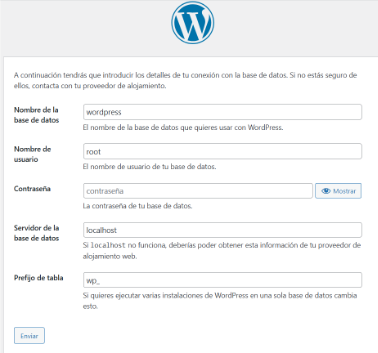 A continuación tendrás que introducir los detalles de tu conexión con la base de datos. Si no estás seguro de
ellos, contacta con tu proveedor de alojamiento.
Nombre de la
base de datos
wordpress
El nombre de la base de datos que quieres usar con WordPress.
Nombre de
usuario
root
El nombre de usuario de tu base de datos.
Contraseña
contraseña
Mostrar
La contraseña de tu base de datos.
Servidor de la
base de datos
localhost
Si localhost no funciona, deberías poder obtener esta información de tu proveedor de
alojamiento web.
Prefijo de tabla
wp_
Si quieres ejecutar varias instalaciones de WordPress en una sola base de datos cambia
esto.
Enviar